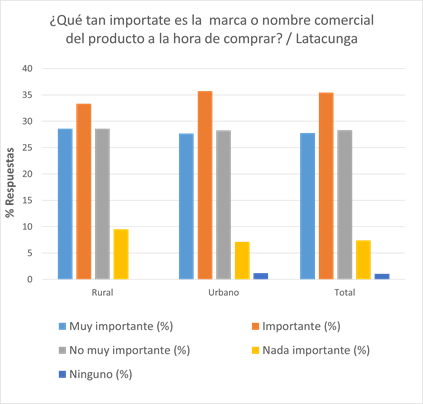 ¿Qué tan importate es la  marca o nombre comercial
del producto a la hora de comprar? / Latacunga
% Respuestas
40
35
30
25
20
15
10
5
0
Rural
Urbano
Total
Muy importante (%)
Importante (%)
No muy importante (%)
Nada importante (%)
Ninguno (%)